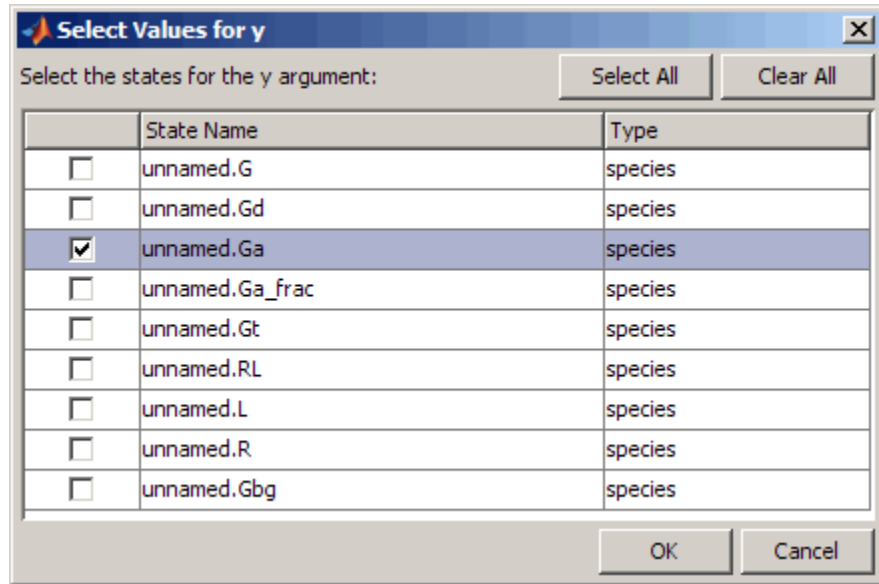 Select Values for y
Select the states for the y argument: Select All Clear All
State Name Type
unnamed.G species
unnamed.Gd species
unnamed.Ga species
unnamed.Ga_frac species
unnamed.Gt species
unnamed.RL species
unnamed.L species
unnamed.R species
unnamed.Gbg species
OK Cancel